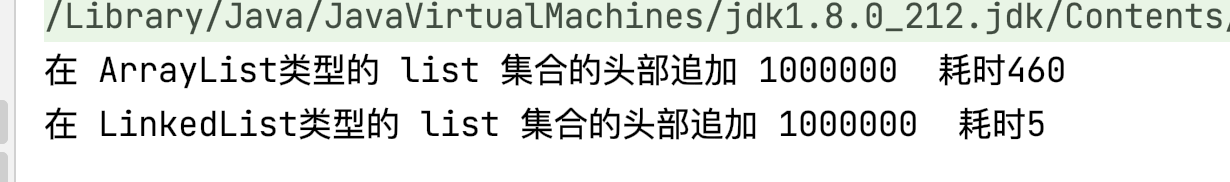 /Library/Java/JavaVirtualMachines/jdk1.8.0_212.jdk/Contents/
在 ArrayList类型的 list 集合的头部追加 1000000  耗时460
在 LinkedList类型的 list 集合的头部追加 1000000  耗时5